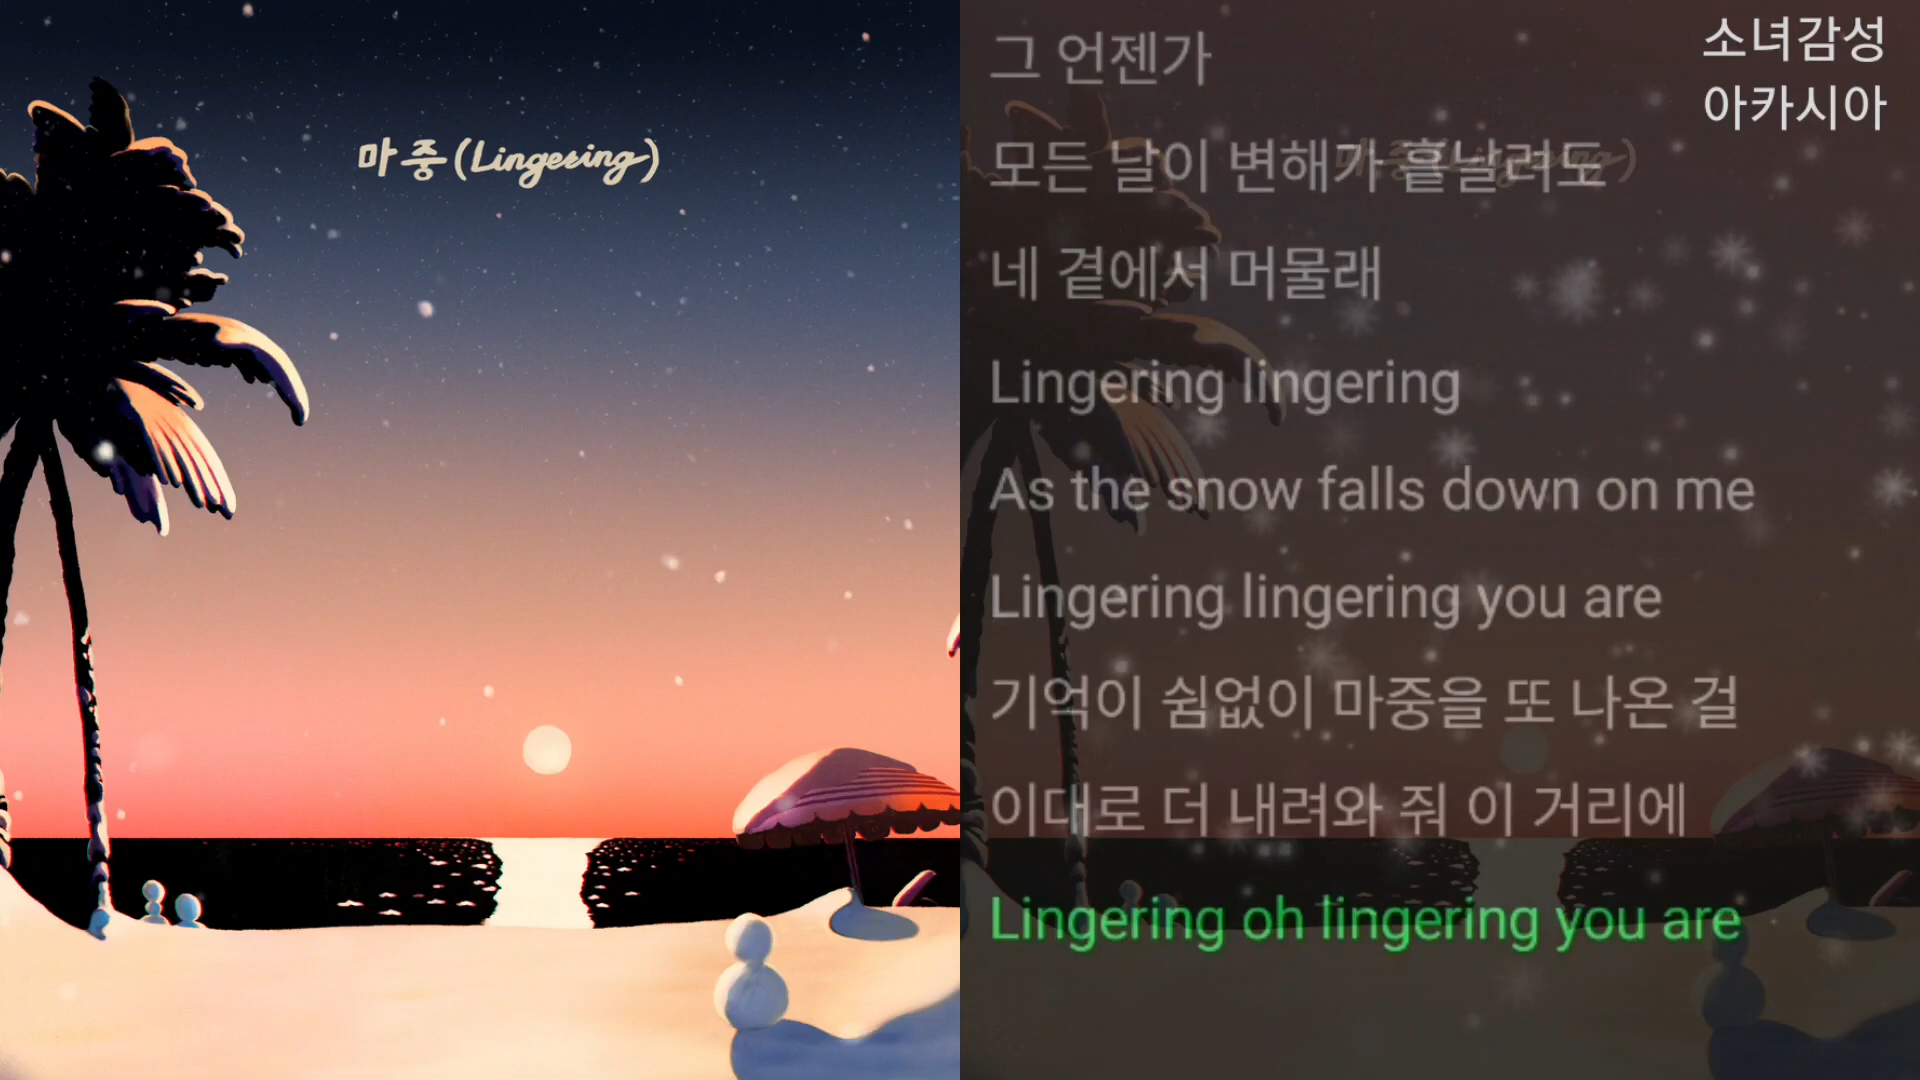 마중(Lingering)
그 언젠가
모든 날이 변해가 흩날려도
네 곁에서 머물래
Lingering lingering
As the snow falls down on me
Lingering lingering you are
기억이 쉼없이 마중을 또 나온 걸
이대로 더 내려와 줘 이 거리에
Lingering oh lingering you are
소녀감성
아카시아